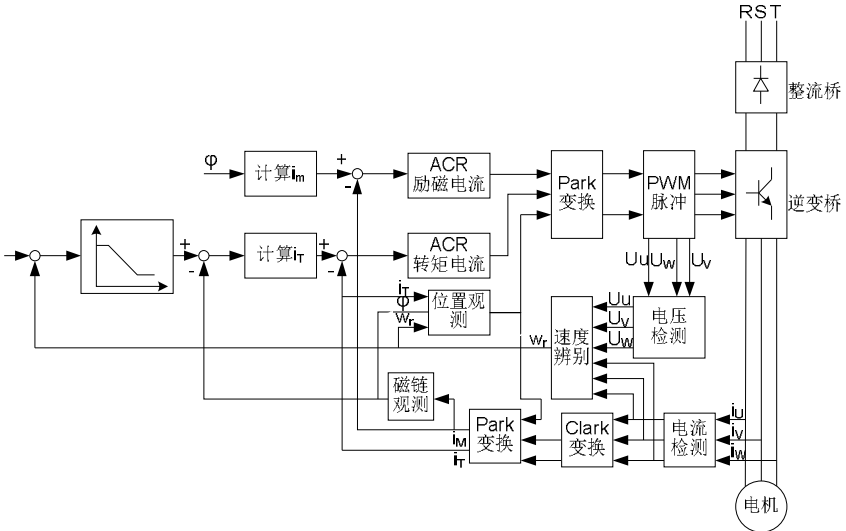 RST
整流桥
φ
计算im
+
-
ACR
励磁电流
Park
变换
PWM
脉冲
逆变桥
+
-
计算iT
+
-
ACR
转矩电流
Uu Uw Uv
iT
φ
wr
位置观
测
Uu
Uv
Uw
电压
检测
wr
速度
辨别
磁链
观测
iM
iT
Park
变换
Clark
变换
电流
检测
iu
iv
iw
电机